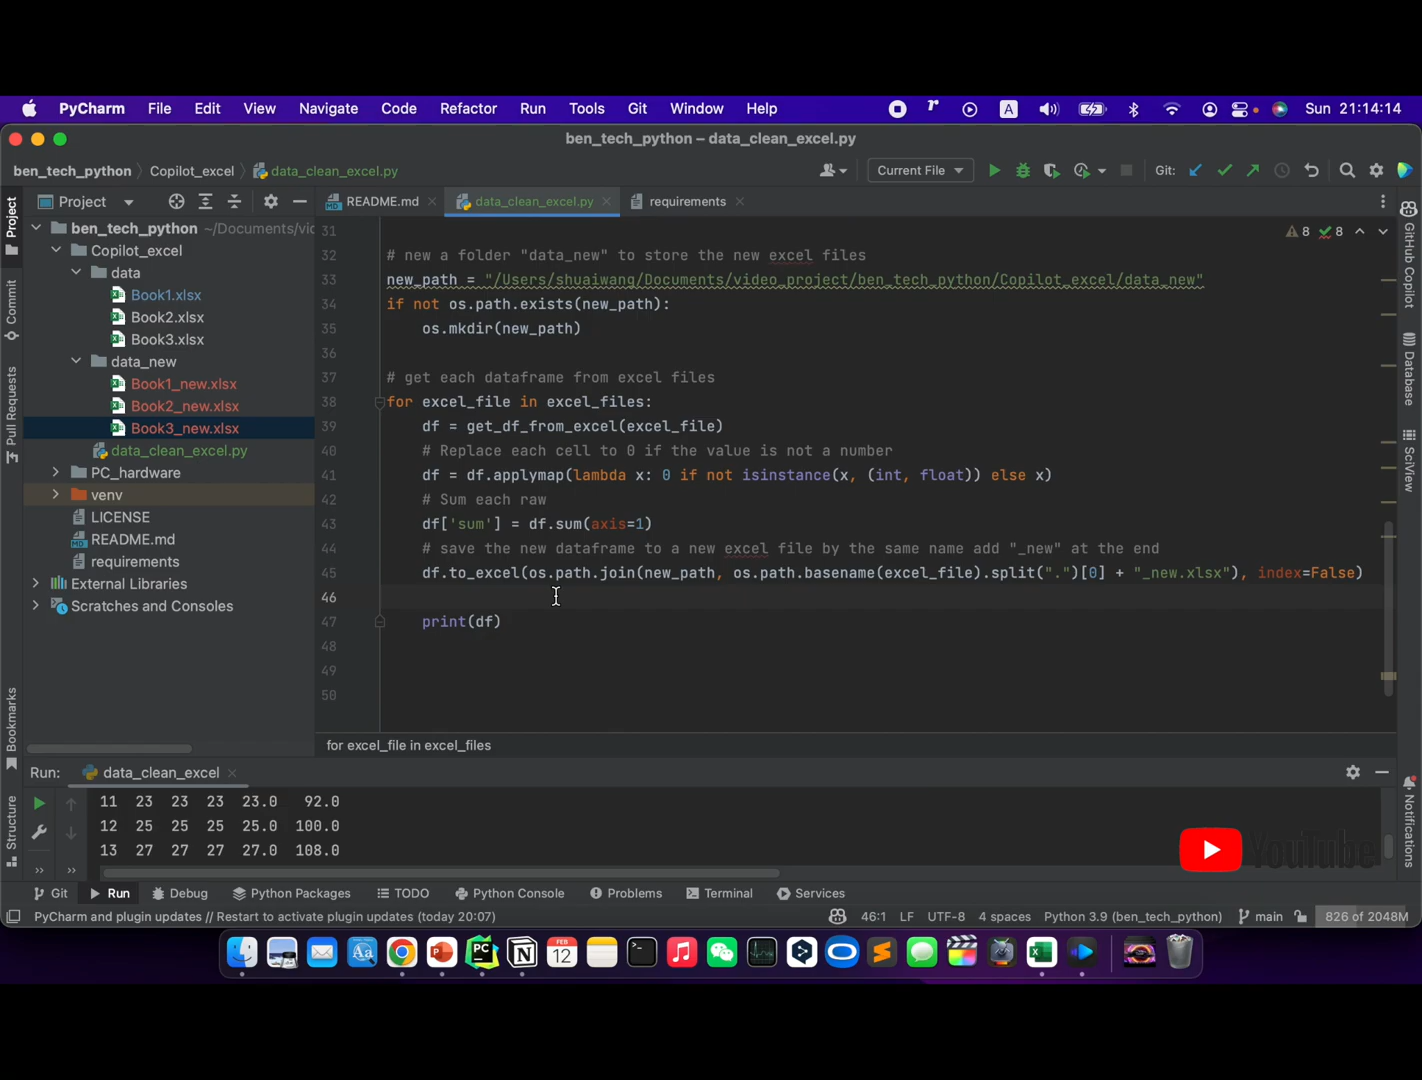 PyCharm File Edit View Navigate Code Refactor Run Tools Git Window Help A Sun 21:14:14
ben_tech_python – data_clean_excel.py
ben_tech_python Copilot_excel data_clean_excel.py Current File Git:
Project README.md data_clean_excel.py requirements
ben_tech_python ~/Documents/vid
Copilot_excel
data
Book1.xlsx
Book2.xlsx
Book3.xlsx
data_new
Book1_new.xlsx
Book2_new.xlsx
Book3_new.xlsx
data_clean_excel.py
PC_hardware
venv
LICENSE
README.md
requirements
External Libraries
Scratches and Consoles
Project
Commit
Pull Requests
Bookmarks
Structure
8 8
31
32 # new a folder "data_new" to store the new excel files
33 new_path = "/Users/shuaiwang/Documents/video_project/ben_tech_python/Copilot_excel/data_new"
34 if not os.path.exists(new_path):
35 os.mkdir(new_path)
36
37 # get each dataframe from excel files
38 for excel_file in excel_files:
39 df = get_df_from_excel(excel_file)
40 # Replace each cell to 0 if the value is not a number
41 df = df.applymap(lambda x: 0 if not isinstance(x, (int, float)) else x)
42 # Sum each raw
43 df['sum'] = df.sum(axis=1)
44 # save the new dataframe to a new excel file by the same name add "_new" at the end
45 df.to_excel(os.path.join(new_path, os.path.basename(excel_file).split(".")[0] + "_new.xlsx"), index=False)
46
47 print(df)
48
49
50
for excel_file in excel_files
GitHub Copilot
Database
SciView
Notifications
Run: data_clean_excel
11 23 23 23 23.0 92.0
12 25 25 25 25.0 100.0
13 27 27 27 27.0 108.0
YouTube
Git Run Debug Python Packages TODO Python Console Problems Terminal Services
PyCharm and plugin updates // Restart to activate plugin updates (today 20:07) 46:1 LF UTF-8 4 spaces Python 3.9 (ben_tech_python) main 826 of 2048M
FEB
12